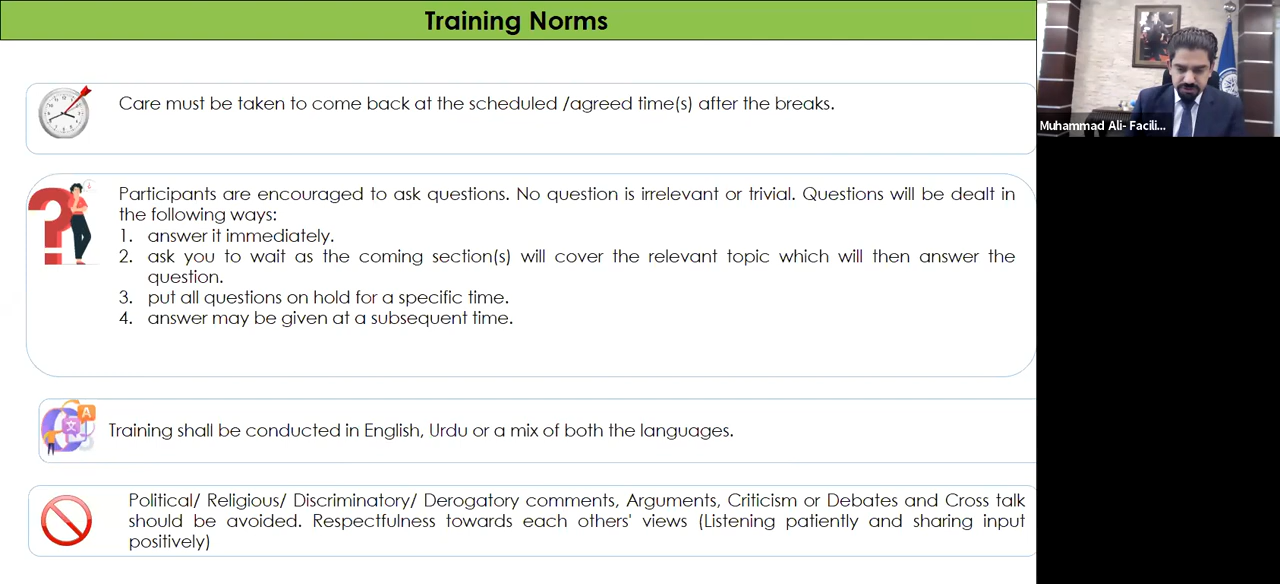 Training Norms
Care must be taken to come back at the scheduled /agreed time(s) after the breaks.
Participants are encouraged to ask questions. No question is irrelevant or trivial. Questions will be dealt in
the following ways:
1. answer it immediately.
2. ask you to wait as the coming section(s) will cover the relevant topic which will then answer the
question.
3. put all questions on hold for a specific time.
4. answer may be given at a subsequent time.
Training shall be conducted in English, Urdu or a mix of both the languages.
Political/ Religious/ Discriminatory/ Derogatory comments, Arguments, Criticism or Debates and Cross talk
should be avoided. Respectfulness towards each others' views (Listening patiently and sharing input
positively)
Muhammad Ali- Facili...
A
文